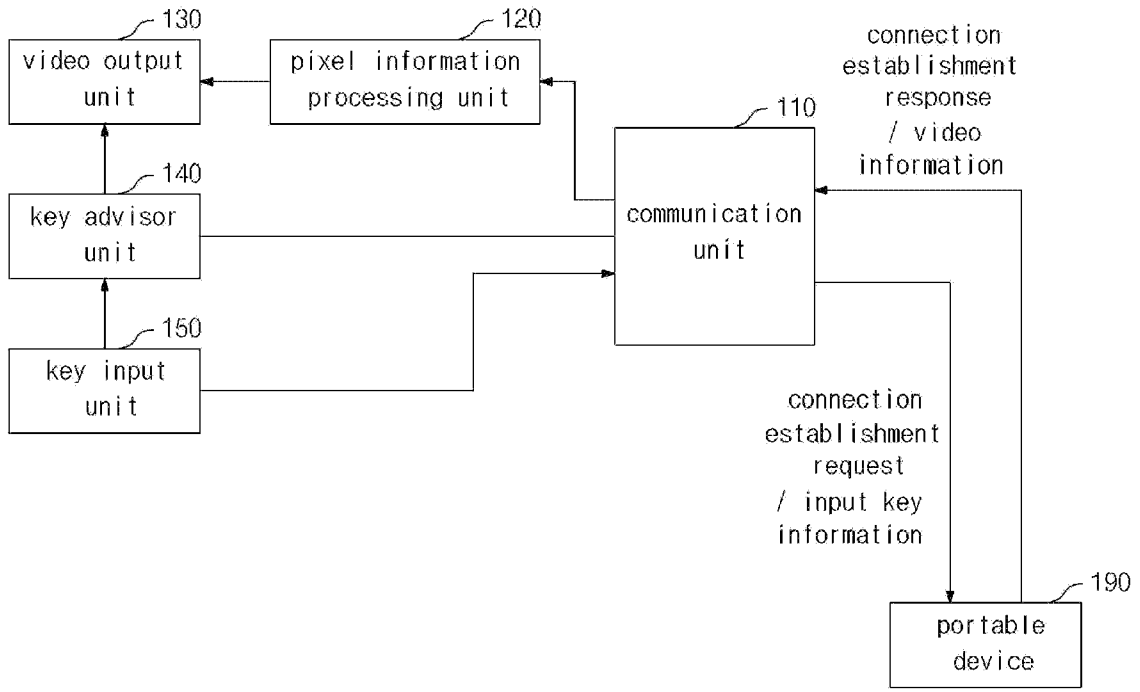 130
video output
unit
120
pixel information
processing unit
connection
establishment
response
/ video
information
110
communication
unit
140
key advisor
unit
150
key input
unit
connection
establishment
request
/ input key
information
190
portable
device